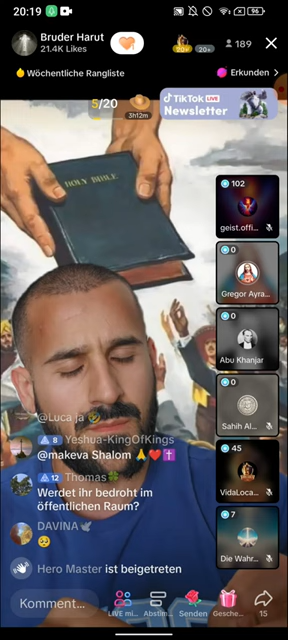 20:19
56
Bruder Harut
21.4K Likes
20+
20+
189
Wöchentliche Rangliste
Erkunden
5/20
3h12m
TikTok LIVE
Newsletter
HOLY BIBLE
102
geist.offi...
0
Gregor Ayra...
0
Abu Khanjar
0
Sahih Al...
45
VidaLoca...
7
Die Wahr...
@Luca ja
8 Yeshua-KingOfKings
@makeva Shalom 🙏❤️✝️
12 Thomas🍀
Werdet ihr bedroht im
öffentlichen Raum?
DAVINA🕊
🥺
Hero Master ist beigetreten
Komment...
LIVE mi...
Abstim...
Senden
Gesche...
15